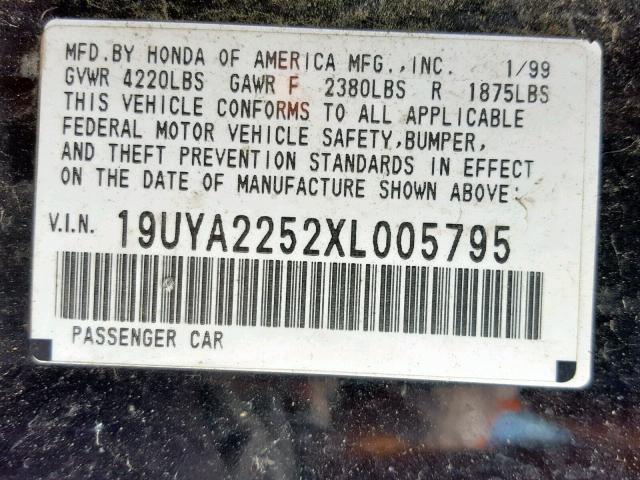 MFD.BY HONDA OF AMERICA MFG.,INC. 1/99
GVWR 4220LBS GAWR F 2380LBS R 1875LBS
THIS VEHICLE CONFORMS TO ALL APPLICABLE
FEDERAL MOTOR VEHICLE SAFETY,BUMPER,
AND THEFT PREVENTION STANDARDS IN EFFECT
ON THE DATE OF MANUFACTURE SHOWN ABOVE:
V.I.N. 19UYA2252XL005795
PASSENGER CAR